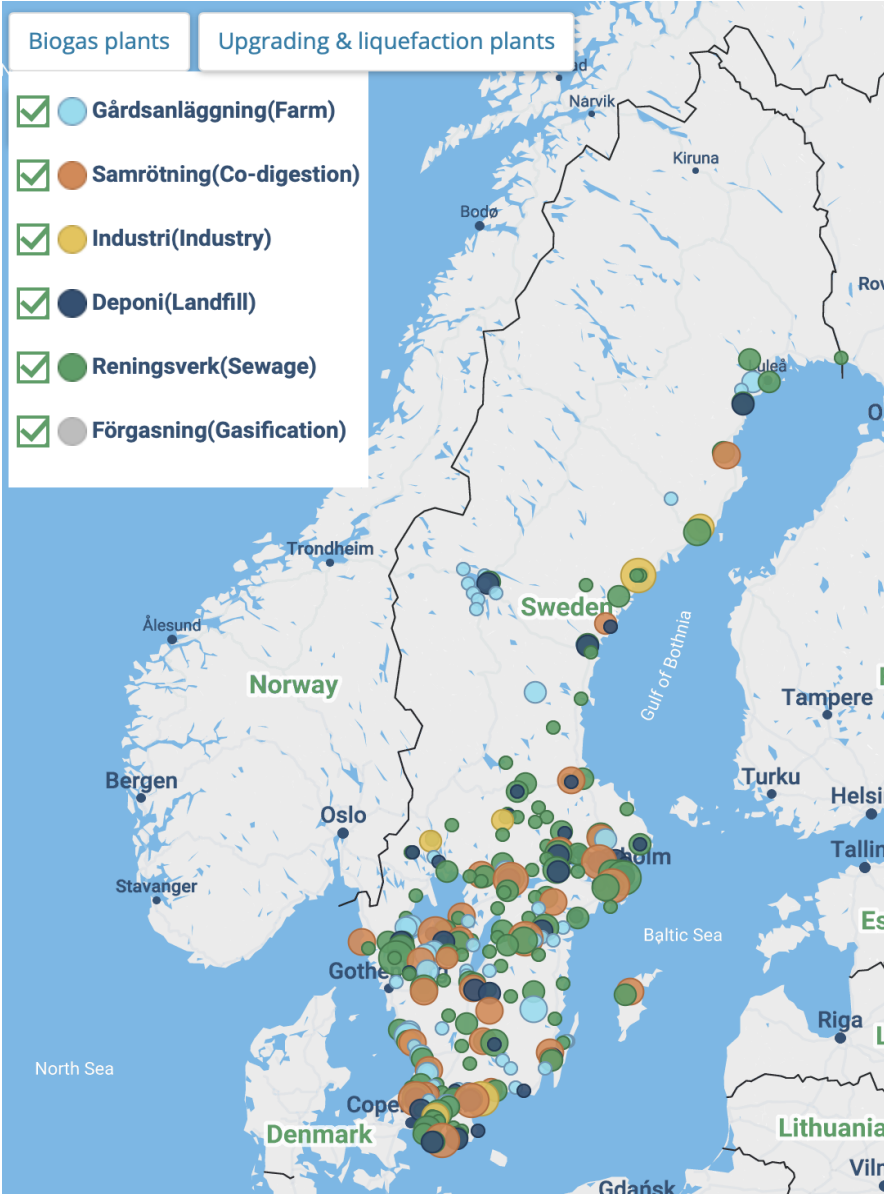 Biogas plants
Upgrading & liquefaction plants
Gårdsanläggning(Farm)
Samrötning(Co-digestion)
Industri(Industry)
Deponi(Landfill)
Reningsverk(Sewage)
Förgasning(Gasification)
Narvik
Kiruna
Bodø
Trondheim
Sweden
Ålesund
Gulf of Bothnia
Norway
Tampere
Bergen
Turku
Oslo
Stavanger
Baltic Sea
Riga
North Sea
Denmark
Lithuania
Gdańsk